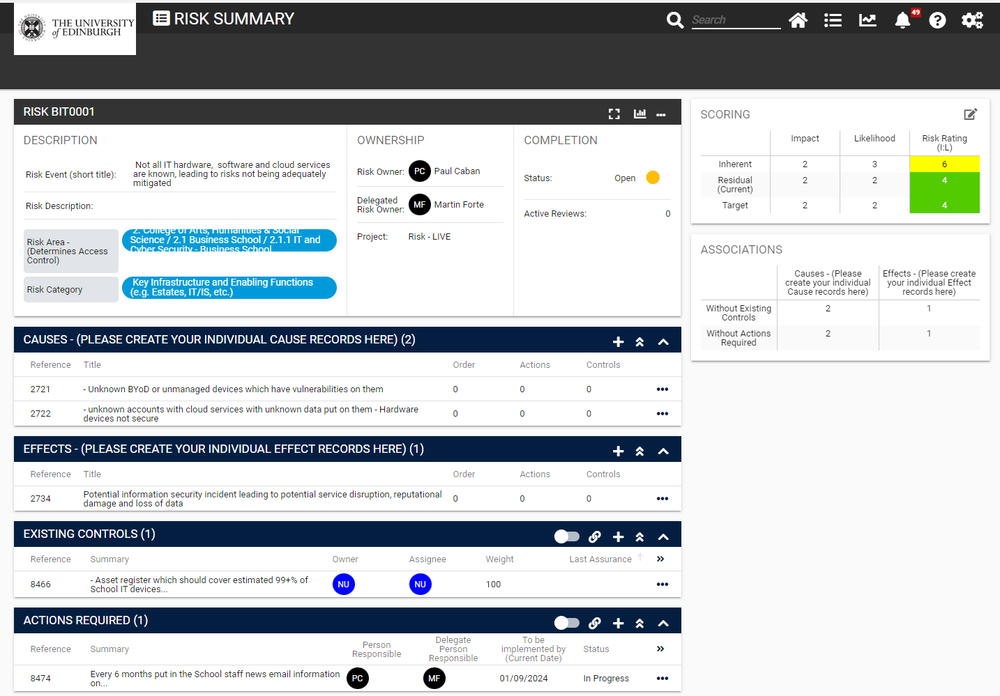 THE UNIVERSITY
of EDINBURGH
RISK SUMMARY
Search
49
RISK BIT0001
DESCRIPTION
Risk Event (short title):
Not all IT hardware, software and cloud services
are known, leading to risks not being adequately
mitigated
Risk Description:
Risk Area -
(Determines Access
Control)
2. College of Arts, Humanities & Social
Science / 2.1 Business School / 2.1.1 IT and
Cyber Security - Business School
Risk Category
Key Infrastructure and Enabling Functions
(e.g. Estates, IT/IS, etc.)
OWNERSHIP
Risk Owner: PC Paul Caban
Delegated
Risk Owner: MF Martin Forte
Project: Risk - LIVE
COMPLETION
Status: Open
Active Reviews: 0
SCORING
Impact Likelihood Risk Rating
(I:L)
Inherent 2 3 6
Residual
(Current) 2 2 4
Target 2 2 4
ASSOCIATIONS
Causes - (Please
create your individual
Cause records here)
Effects - (Please create
your individual Effect
records here)
Without Existing
Controls 2 1
Without Actions
Required 2 1
CAUSES - (PLEASE CREATE YOUR INDIVIDUAL CAUSE RECORDS HERE) (2)
Reference Title Order Actions Controls
2721 - Unknown BYoD or unmanaged devices which have vulnerabilities on them 0 0 0
2722 - unknown accounts with cloud services with unknown data put on them - Hardware
devices not secure 0 0 0
EFFECTS - (PLEASE CREATE YOUR INDIVIDUAL EFFECT RECORDS HERE) (1)
Reference Title Order Actions Controls
2734 Potential information security incident leading to potential service disruption, reputational
damage and loss of data 0 0 0
EXISTING CONTROLS (1)
Reference Summary Owner Assignee Weight Last Assurance
8466 - Asset register which should cover estimated 99+% of
School IT devices... NU NU 100
ACTIONS REQUIRED (1)
Reference Summary Person
Responsible
Delegate
Person
Responsible
To be
implemented by
(Current Date)
Status
8474 Every 6 months put in the School staff news email information
on... PC MF 01/09/2024 In Progress